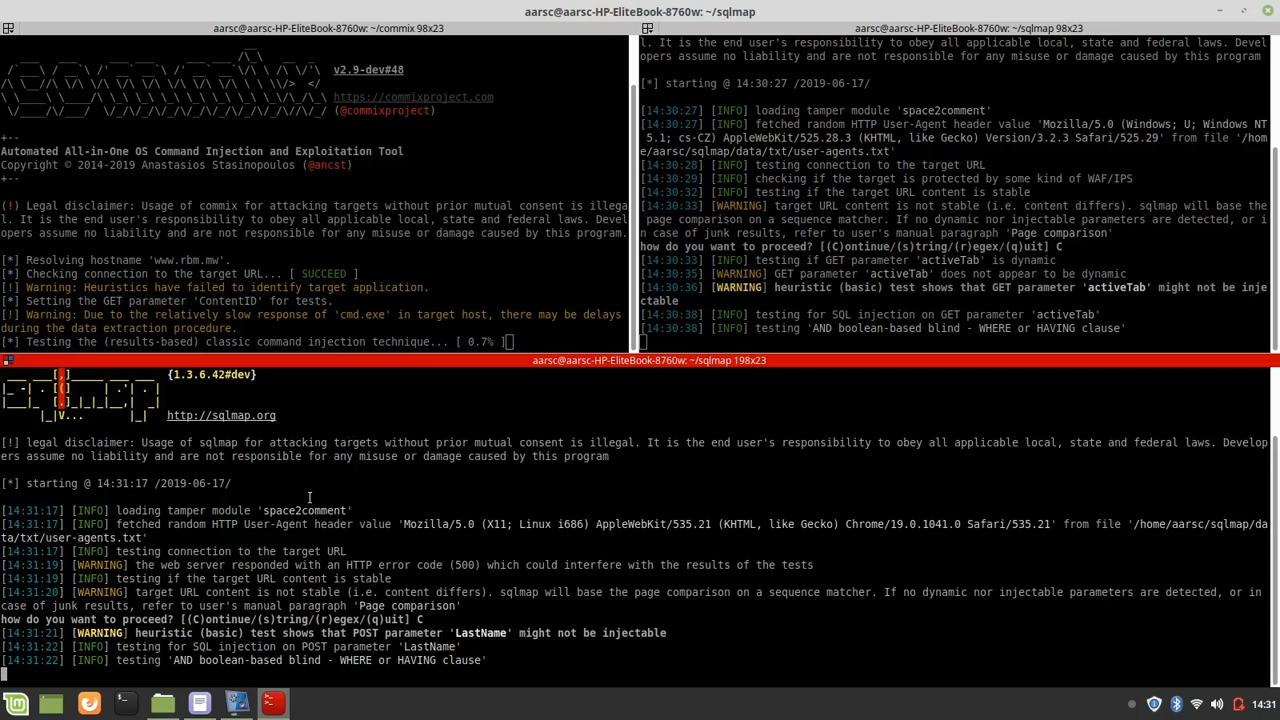 aarsc@aarsc-HP-EliteBook-8760w: ~/sqlmap
aarsc@aarsc-HP-EliteBook-8760w: ~/commix 98x23
v2.9-dev#48
https://commixproject.com
(@commixproject)
+--
Automated All-in-One OS Command Injection and Exploitation Tool
Copyright © 2014-2019 Anastasios Stasinopoulos (@ancst)
+--
(!) Legal disclaimer: Usage of commix for attacking targets without prior mutual consent is illega
l. It is the end user's responsibility to obey all applicable local, state and federal laws. Devel
opers assume no liability and are not responsible for any misuse or damage caused by this program.
[*] Resolving hostname 'www.rbm.mw'.
[*] Checking connection to the target URL... [ SUCCEED ]
[!] Warning: Heuristics have failed to identify target application.
[*] Setting the GET parameter 'ContentID' for tests.
[!] Warning: Due to the relatively slow response of 'cmd.exe' in target host, there may be delays
during the data extraction procedure.
[*] Testing the (results-based) classic command injection technique... [ 0.7% ]
aarsc@aarsc-HP-EliteBook-8760w: ~/sqlmap 98x23
l. It is the end user's responsibility to obey all applicable local, state and federal laws. Devel
opers assume no liability and are not responsible for any misuse or damage caused by this program
[*] starting @ 14:30:27 /2019-06-17/
[14:30:27] [INFO] loading tamper module 'space2comment'
[14:30:27] [INFO] fetched random HTTP User-Agent header value 'Mozilla/5.0 (Windows; U; Windows NT
5.1; cs-CZ) AppleWebKit/525.28.3 (KHTML, like Gecko) Version/3.2.3 Safari/525.29' from file '/hom
e/aarsc/sqlmap/data/txt/user-agents.txt'
[14:30:28] [INFO] testing connection to the target URL
[14:30:29] [INFO] checking if the target is protected by some kind of WAF/IPS
[14:30:32] [INFO] testing if the target URL content is stable
[14:30:33] [WARNING] target URL content is not stable (i.e. content differs). sqlmap will base the
page comparison on a sequence matcher. If no dynamic nor injectable parameters are detected, or i
n case of junk results, refer to user's manual paragraph 'Page comparison'
how do you want to proceed? [(C)ontinue/(s)tring/(r)egex/(q)uit] C
[14:30:33] [INFO] testing if GET parameter 'activeTab' is dynamic
[14:30:35] [WARNING] GET parameter 'activeTab' does not appear to be dynamic
[14:30:36] [WARNING] heuristic (basic) test shows that GET parameter 'activeTab' might not be inje
ctable
[14:30:38] [INFO] testing for SQL injection on GET parameter 'activeTab'
[14:30:38] [INFO] testing 'AND boolean-based blind - WHERE or HAVING clause'
aarsc@aarsc-HP-EliteBook-8760w: ~/sqlmap 198x23
{1.3.6.42#dev}
http://sqlmap.org
[!] legal disclaimer: Usage of sqlmap for attacking targets without prior mutual consent is illegal. It is the end user's responsibility to obey all applicable local, state and federal laws. Develop
ers assume no liability and are not responsible for any misuse or damage caused by this program
[*] starting @ 14:31:17 /2019-06-17/
[14:31:17] [INFO] loading tamper module 'space2comment'
[14:31:17] [INFO] fetched random HTTP User-Agent header value 'Mozilla/5.0 (X11; Linux i686) AppleWebKit/535.21 (KHTML, like Gecko) Chrome/19.0.1041.0 Safari/535.21' from file '/home/aarsc/sqlmap/da
ta/txt/user-agents.txt'
[14:31:17] [INFO] testing connection to the target URL
[14:31:19] [WARNING] the web server responded with an HTTP error code (500) which could interfere with the results of the tests
[14:31:19] [INFO] testing if the target URL content is stable
[14:31:20] [WARNING] target URL content is not stable (i.e. content differs). sqlmap will base the page comparison on a sequence matcher. If no dynamic nor injectable parameters are detected, or in
case of junk results, refer to user's manual paragraph 'Page comparison'
how do you want to proceed? [(C)ontinue/(s)tring/(r)egex/(q)uit] C
[14:31:21] [WARNING] heuristic (basic) test shows that POST parameter 'LastName' might not be injectable
[14:31:22] [INFO] testing for SQL injection on POST parameter 'LastName'
[14:31:22] [INFO] testing 'AND boolean-based blind - WHERE or HAVING clause'
14:31